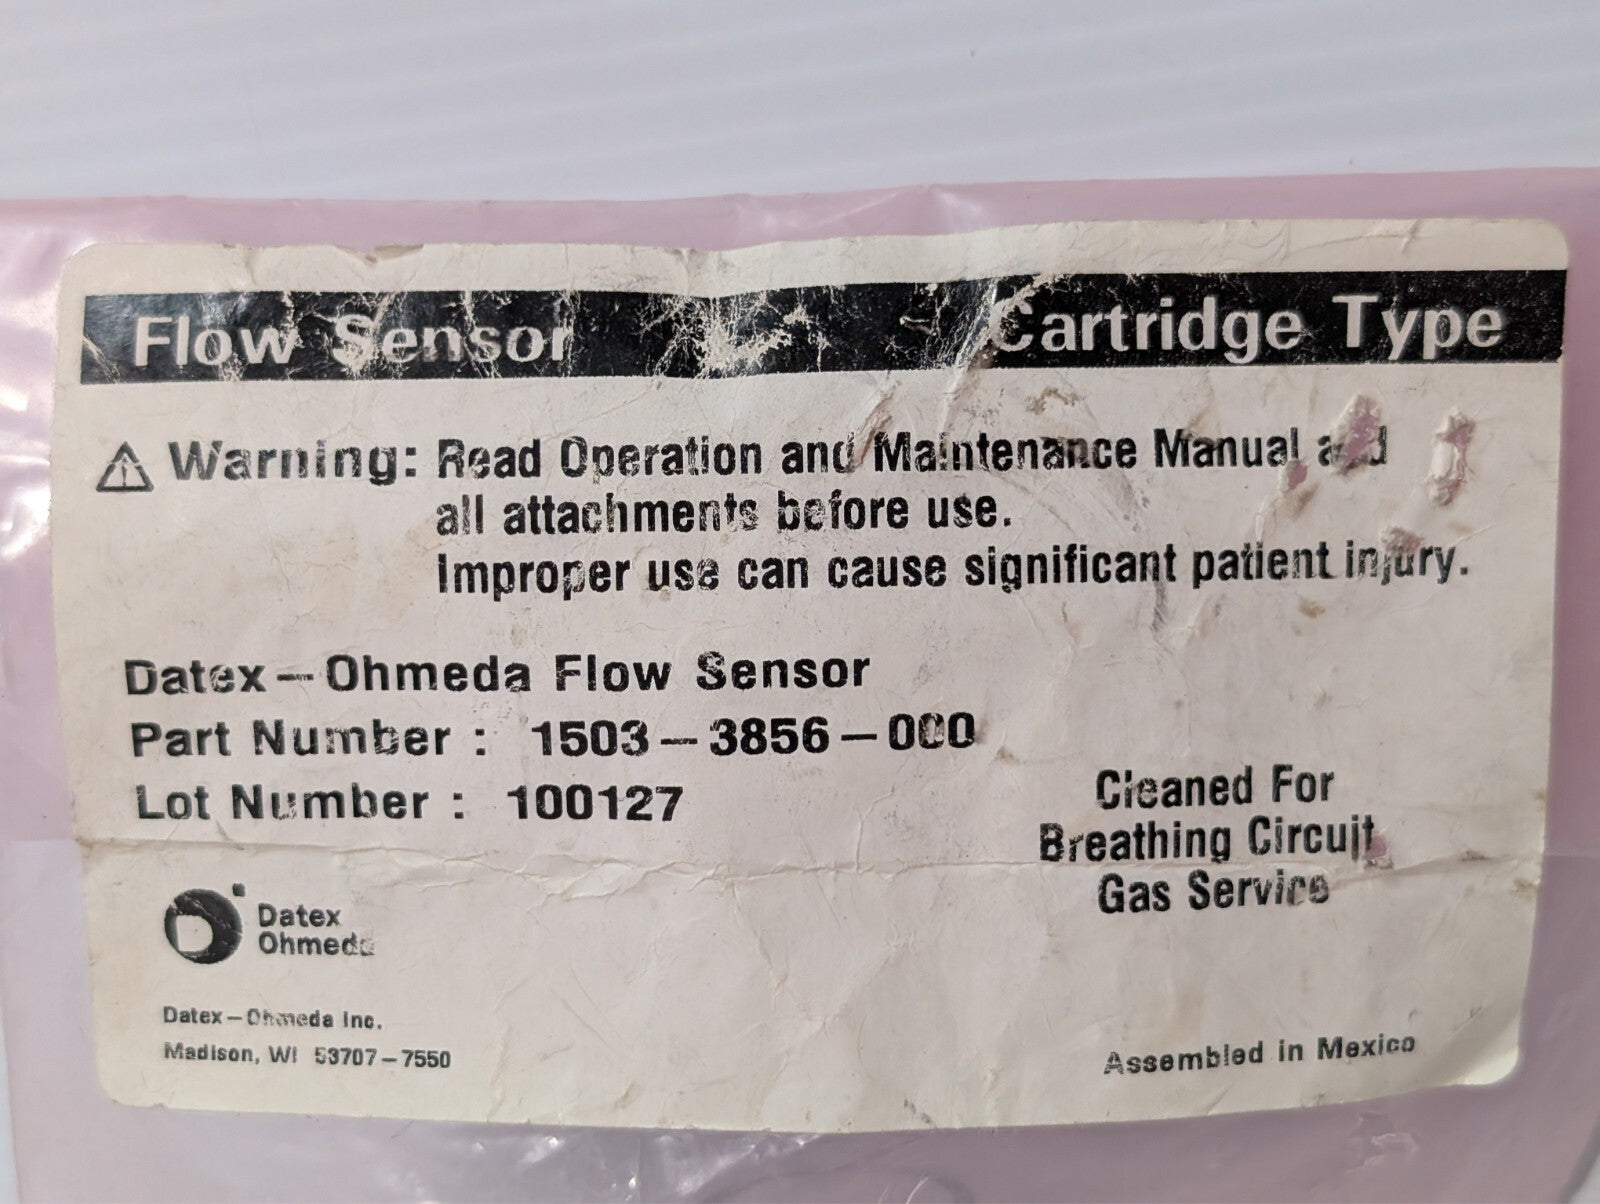 Flow Sensor Cartridge Type
Warning: Read Operation and Maintenance Manual and
all attachments before use.
Improper use can cause significant patient injury.
Datex-Ohmeda Flow Sensor
Part Number : 1503-3856-000
Lot Number : 100127
Cleaned For
Breathing Circuit
Gas Service
Datex
Ohmeda
Datex-Ohmeda Inc.
Madison, WI 53707-7550
Assembled in Mexico